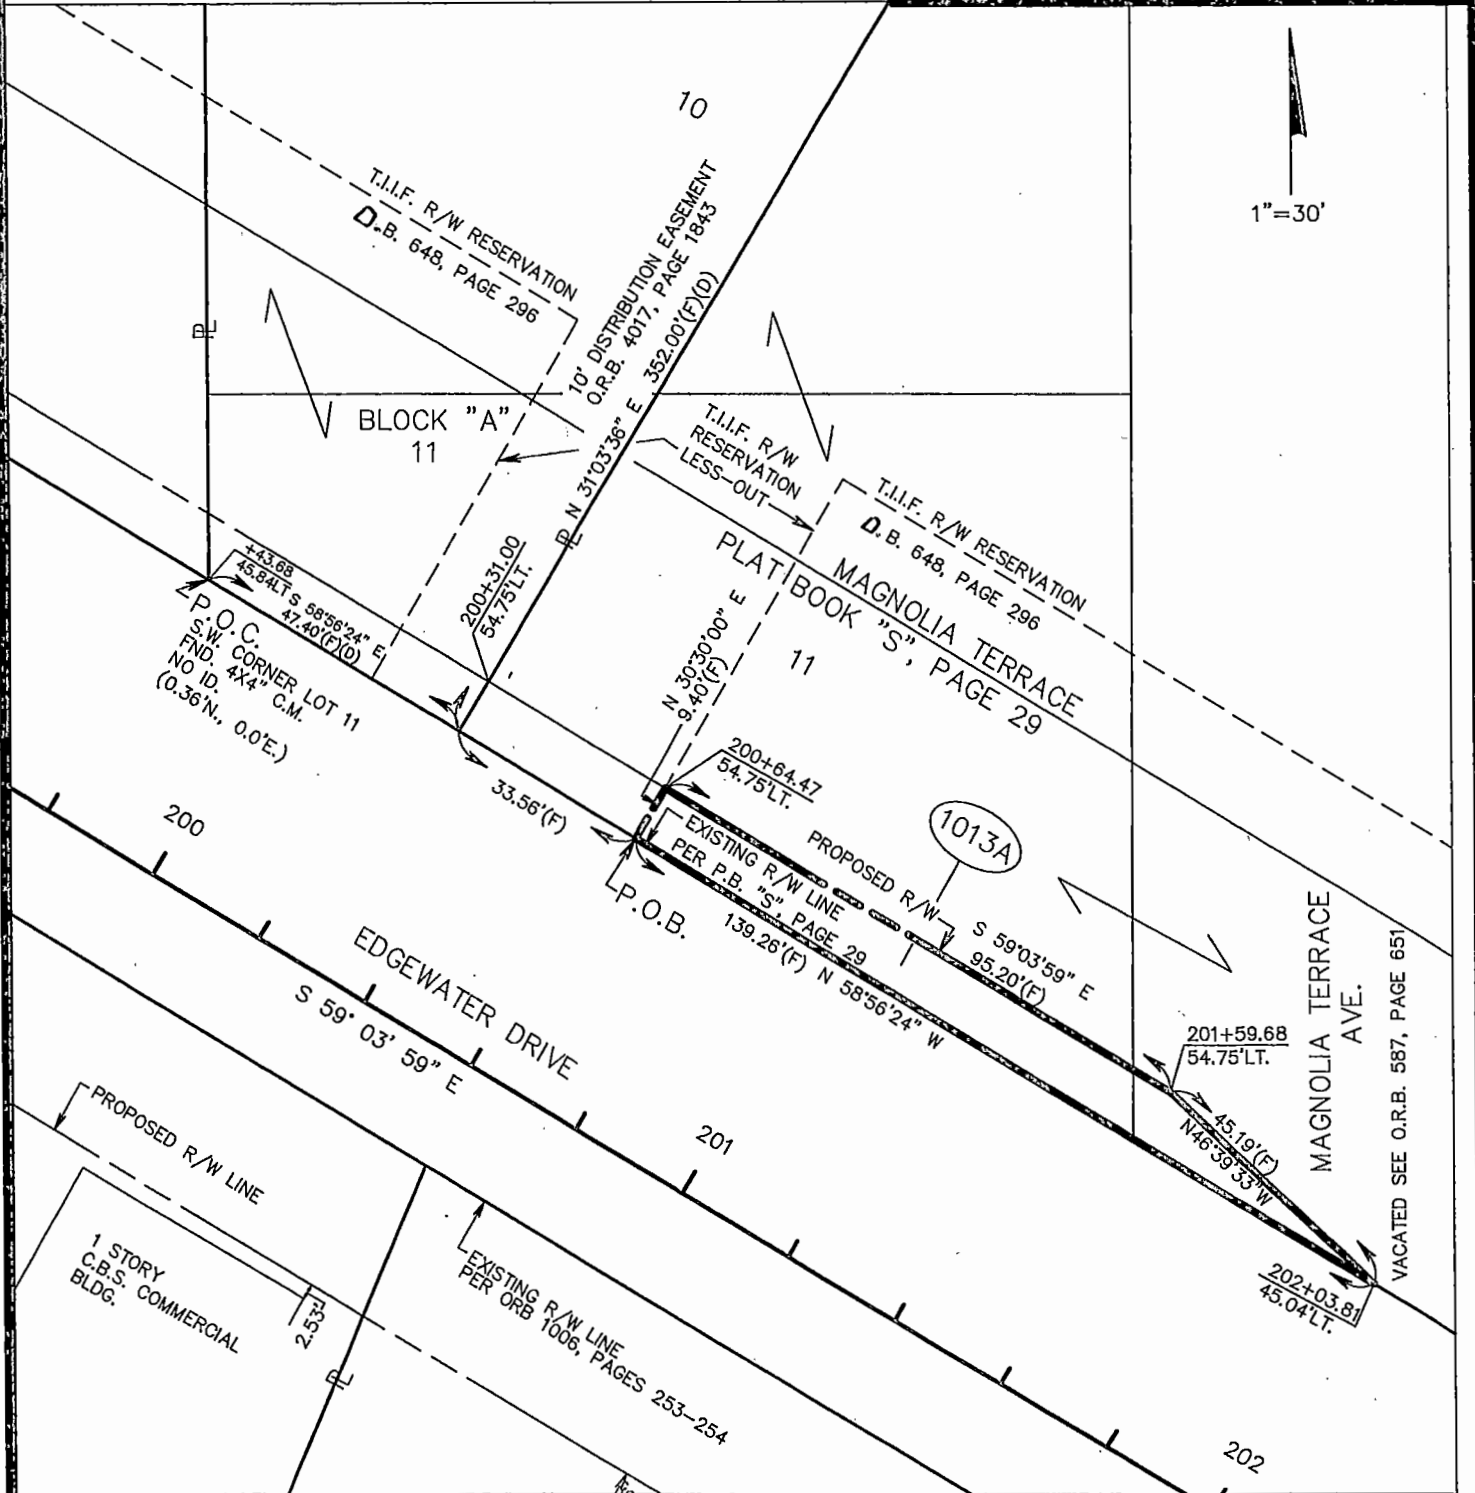 10
1"=30'
T.I.I.F. R/W RESERVATION
D.B. 648, PAGE 296
10' DISTRIBUTION EASEMENT
O.R.B. 4017, PAGE 1843
N 31°03'36" E 352.00'(F)(D)
PL
PL
BLOCK "A"
11
T.I.I.F. R/W
RESERVATION
LESS-OUT
T.I.I.F. R/W RESERVATION
D.B. 648, PAGE 296
MAGNOLIA TERRACE
PLAT BOOK "S", PAGE 29
11
+43.68
45.84LT
S 58°56'24" E
47.40'(F)(D)
P.O.C.
S.W. CORNER LOT 11
FND. 4X4" C.M.
NO ID.
(0.36'N., 0.0'E.)
200+31.00
54.75'LT.
N 30°30'00" E
9.40'(F)
33.56'(F)
200+64.47
54.75'LT.
1013A
PROPOSED R/W
EXISTING R/W LINE
PER P.B. "S", PAGE 29
P.O.B.
139.26'(F) N 58°56'24" W
S 59°03'59" E
95.20'(F)
201+59.68
54.75'LT.
45.19'(F)
N46°39'33"W
MAGNOLIA TERRACE
AVE.
VACATED SEE O.R.B. 587, PAGE 651
202+03.81
45.04'LT.
200
EDGEWATER DRIVE
S 59° 03' 59" E
201
202
PROPOSED R/W LINE
1 STORY
C.B.S. COMMERCIAL
BLDG.
2.53'
PL
EXISTING R/W LINE
PER ORB 1006, PAGES 253-254